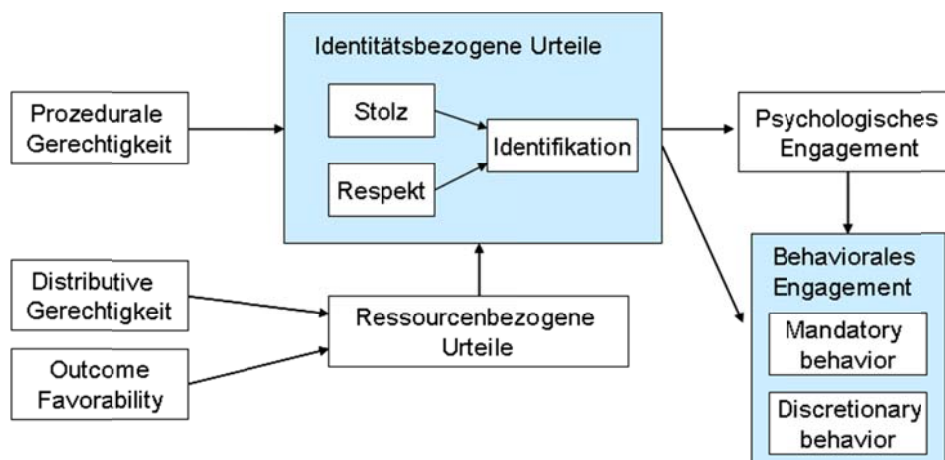 Identitätsbezogene Urteile
Prozedurale
Gerechtigkeit
Stolz
Identifikation
Respekt
Psychologisches
Engagement
Distributive
Gerechtigkeit
Outcome
Favorability
Ressourcenbezogene
Urteile
Behaviorales
Engagement
Mandatory
behavior
Discretionary
behavior